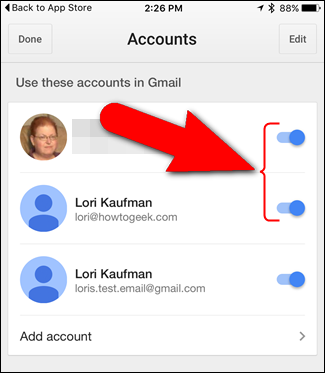 Back to App Store 2:26 PM 88%
Done Accounts Edit
Use these accounts in Gmail
Lori Kaufman
lori@howtogeek.com
Lori Kaufman
loris.test.email@gmail.com
Add account